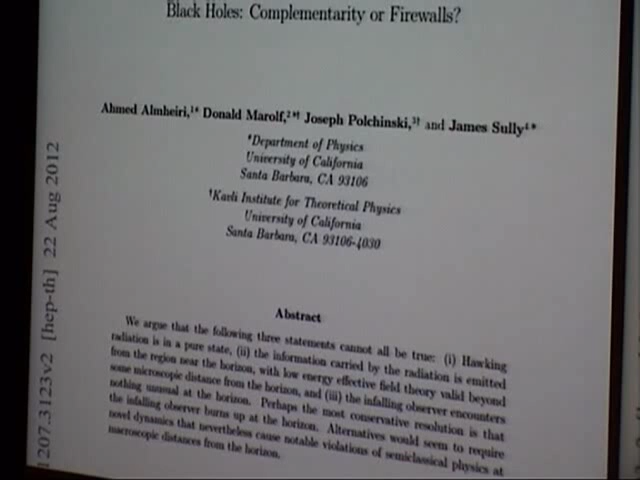 Black Holes: Complementarity or Firewalls?
Ahmed Almheiri,¹* Donald Marolf,²*† Joseph Polchinski,³† and James Sully⁴*
*Department of Physics
University of California
Santa Barbara, CA 93106
†Kavli Institute for Theoretical Physics
University of California
Santa Barbara, CA 93106-4030
Abstract
We argue that the following three statements cannot all be true: (i) Hawking
radiation is in a pure state, (ii) the information carried by the radiation is emitted
from the region near the horizon, with low energy effective field theory valid beyond
some microscopic distance from the horizon, and (iii) the infalling observer encounters
nothing unusual at the horizon. Perhaps the most conservative resolution is that
the infalling observer burns up at the horizon. Alternatives would seem to require
novel dynamics that nevertheless cause notable violations of semiclassical physics at
macroscopic distances from the horizon.
1207.3123v2 [hep-th] 22 Aug 2012